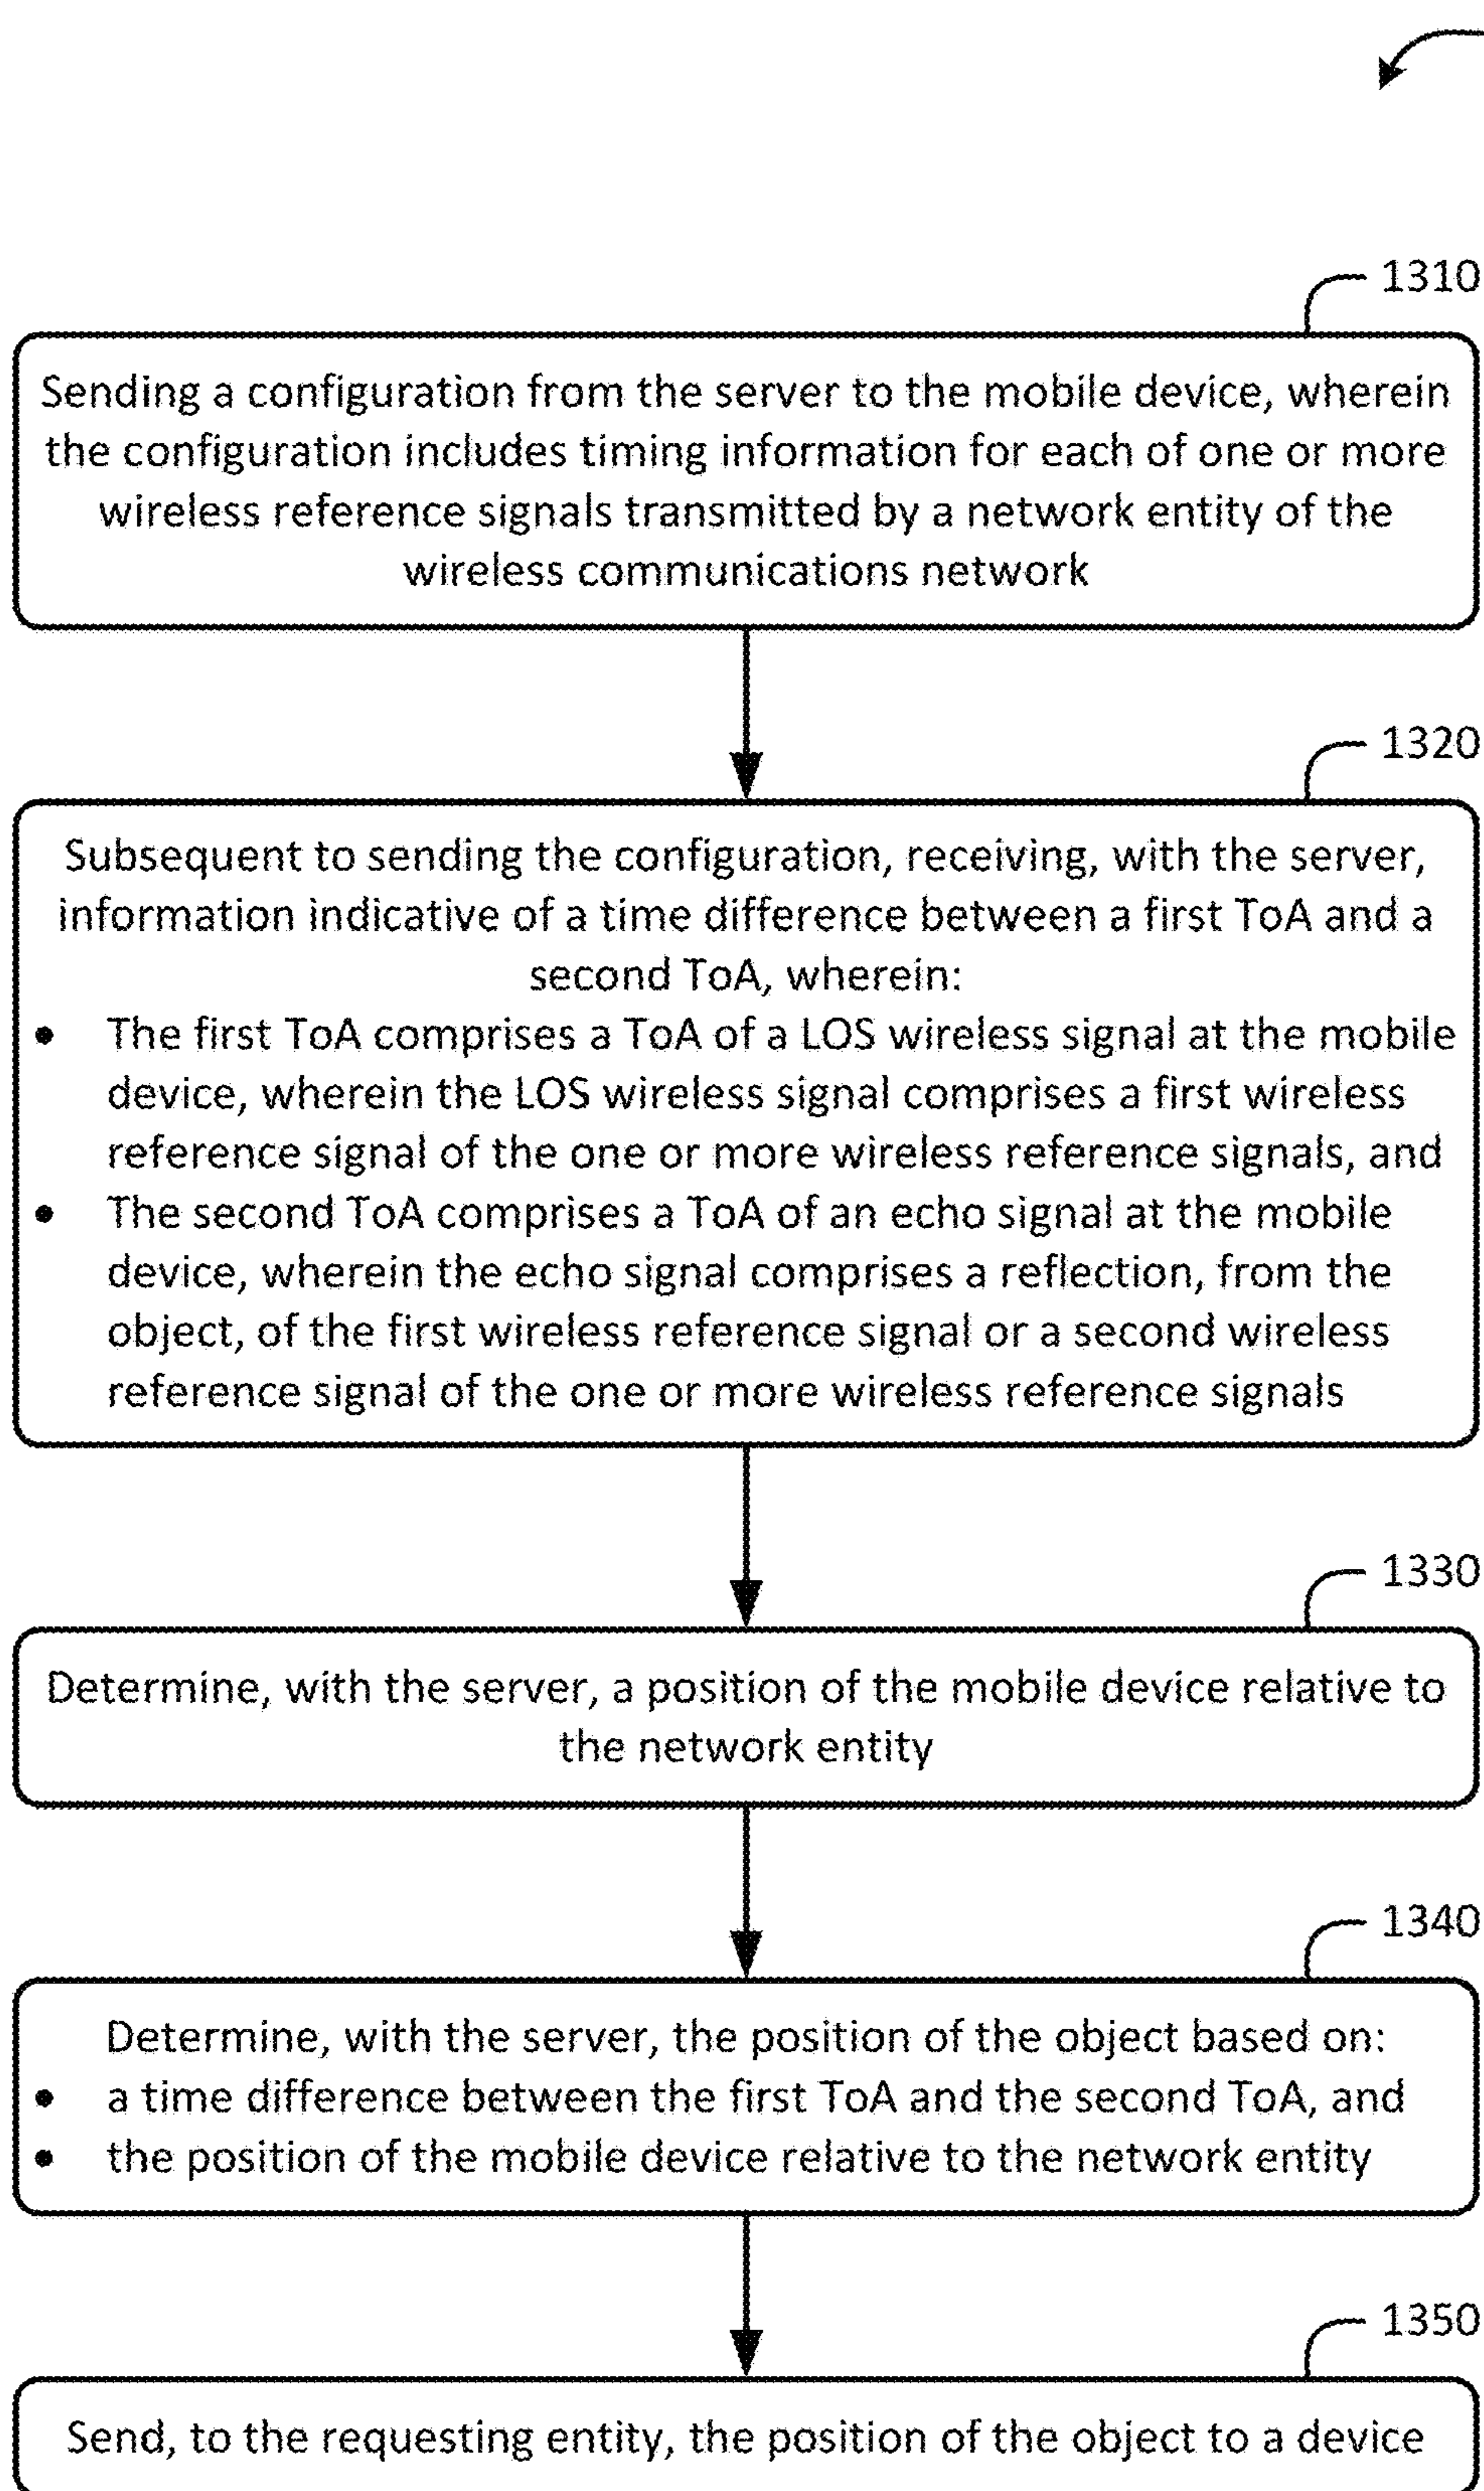 1310
Sending a configuration from the server to the mobile device, wherein
the configuration includes timing information for each of one or more
wireless reference signals transmitted by a network entity of the
wireless communications network
1320
Subsequent to sending the configuration, receiving, with the server,
information indicative of a time difference between a first ToA and a
second ToA, wherein:
• The first ToA comprises a ToA of a LOS wireless signal at the mobile
device, wherein the LOS wireless signal comprises a first wireless
reference signal of the one or more wireless reference signals, and
• The second ToA comprises a ToA of an echo signal at the mobile
device, wherein the echo signal comprises a reflection, from the
object, of the first wireless reference signal or a second wireless
reference signal of the one or more wireless reference signals
1330
Determine, with the server, a position of the mobile device relative to
the network entity
1340
Determine, with the server, the position of the object based on:
• a time difference between the first ToA and the second ToA, and
• the position of the mobile device relative to the network entity
1350
Send, to the requesting entity, the position of the object to a device